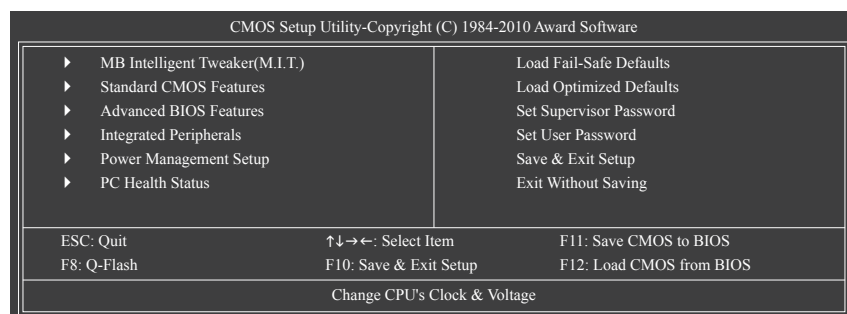 CMOS Setup Utility-Copyright (C) 1984-2010 Award Software
MB Intelligent Tweaker(M.I.T.)
Standard CMOS Features
Advanced BIOS Features
Integrated Peripherals
Power Management Setup
PC Health Status
Load Fail-Safe Defaults
Load Optimized Defaults
Set Supervisor Password
Set User Password
Save & Exit Setup
Exit Without Saving
ESC: Quit ↑↓→←: Select Item F11: Save CMOS to BIOS
F8: Q-Flash F10: Save & Exit Setup F12: Load CMOS from BIOS
Change CPU's Clock & Voltage